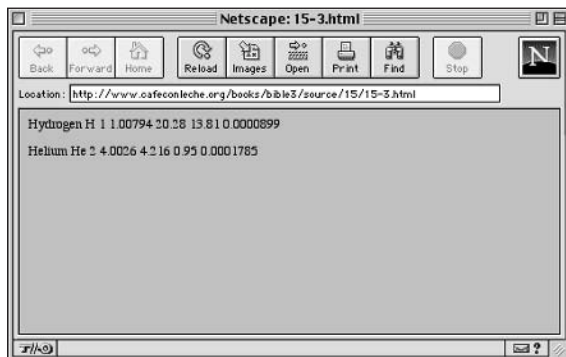 Netscape: 15-3.html
Back Forward Home Reload Images Open Print Find Stop N
Location: http://www.cafeconleche.org/books/bible3/source/15/15-3.html
Hydrogen H 1 1.00794 20.28 13.81 0.0000899
Helium He 2 4.0026 4.216 0.95 0.0001785
?